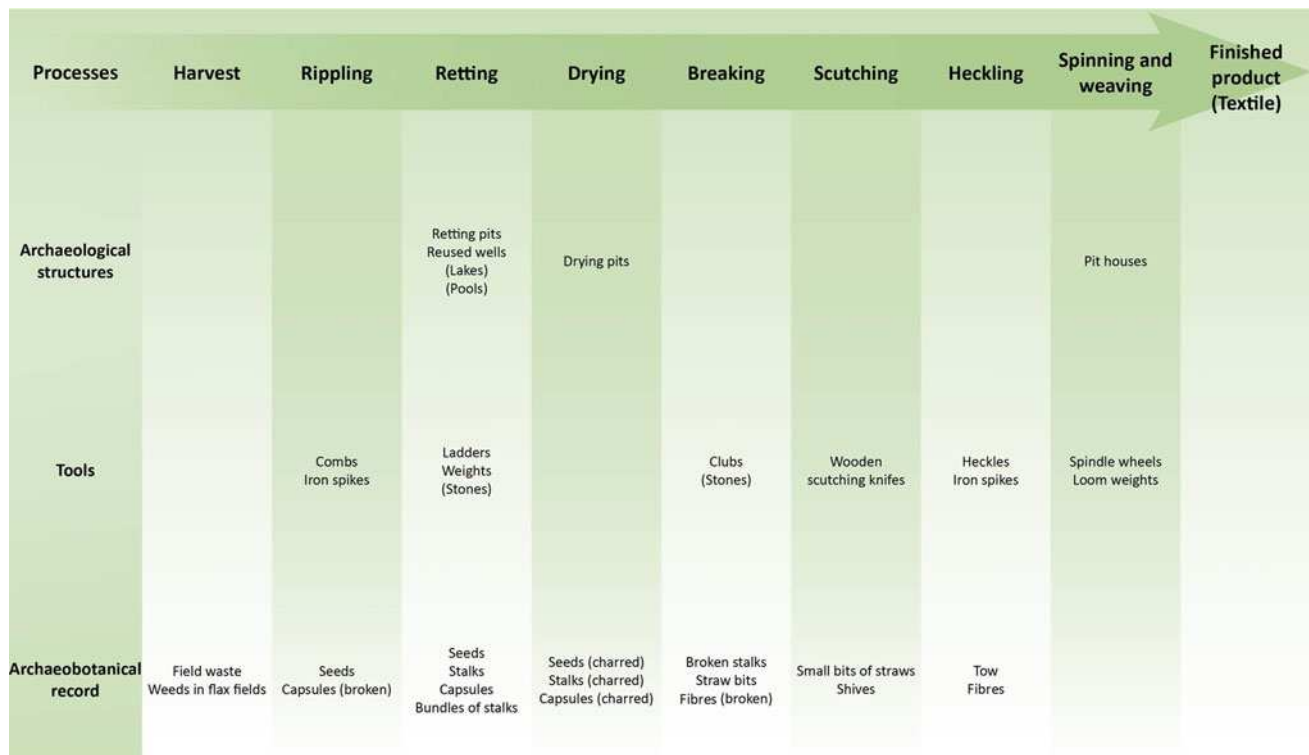 Processes
Harvest
Rippling
Retting
Drying
Breaking
Scutching
Heckling
Spinning and
weaving
Finished
product
(Textile)
Archaeological
structures
Retting pits
Reused wells
(Lakes)
(Pools)
Drying pits
Pit houses
Tools
Combs
Iron spikes
Ladders
Weights
(Stones)
Clubs
(Stones)
Wooden
scutching knifes
Heckles
Iron spikes
Spindle wheels
Loom weights
Archaeobotanical
record
Field waste
Weeds in flax fields
Seeds
Capsules (broken)
Seeds
Stalks
Capsules
Bundles of stalks
Seeds (charred)
Stalks (charred)
Capsules (charred)
Broken stalks
Straw bits
Fibres (broken)
Small bits of straws
Shives
Tow
Fibres